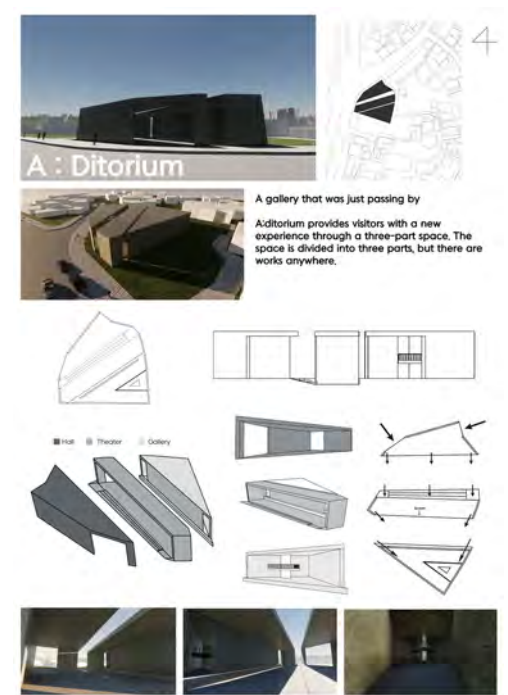 4
A : Ditorium
A gallery that was just passing by
A:ditorium provides visitors with a new
experience through a three-part space. The
space is divided into three parts, but there are
works anywhere.
Hall Theater Gallery